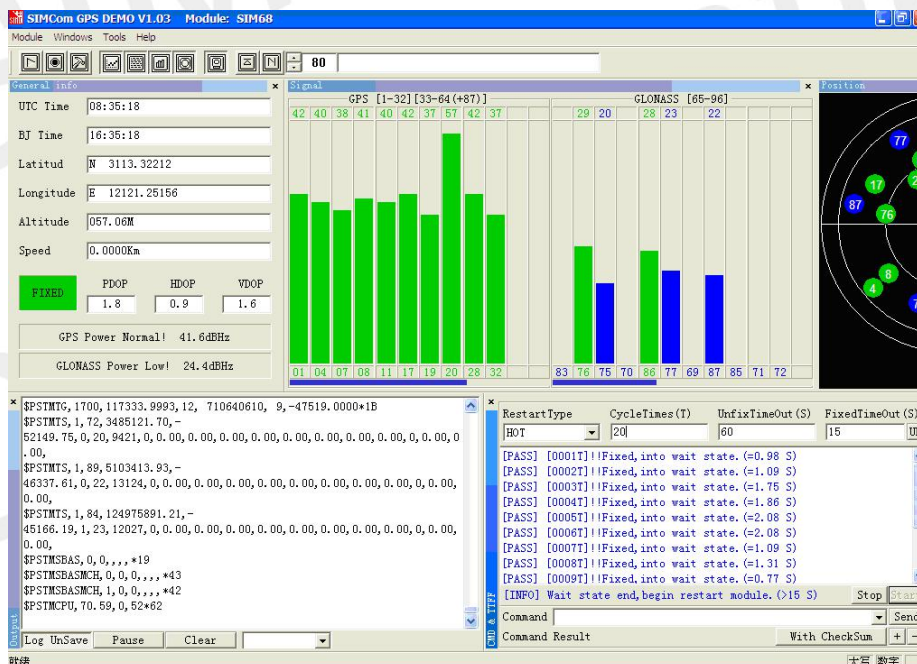 SIMCom GPS DEMO V1.03 Module: SIM68
Module Windows Tools Help
80
General info
UTC Time 08:35:18
BJ Time 16:35:18
Latitud N 3113.32212
Longitude E 12121.25156
Altitude 057.06M
Speed 0.0000Km
FIXED
PDOP HDOP VDOP
1.8 0.9 1.6
GPS Power Normal! 41.6dBHz
GLONASS Power Low! 24.4dBHz
Signal
GPS [1-32][33-64(+87)] GLONASS [65-96]
42 40 38 41 40 42 37 57 42 37 29 20 28 23 22
01 04 07 08 11 17 19 20 28 32 83 76 75 70 86 77 69 87 85 71 72
Position
77
17
87
76
8
4
$PSTMTG,1700,117333.9993,12, 710640610, 9,-47519.0000*1B
$PSTMTS,1,72,3485121.70,-
52149.75,0,20,9421,0,0.00,0.00,0.00,0.00,0.00,0.00,0.00,0,0.00,0
.00,
$PSTMTS,1,89,5103413.93,-
46337.61,0,22,13124,0,0.00,0.00,0.00,0.00,0.00,0.00,0.00,0,0.00,
0.00,
$PSTMTS,1,84,124975891.21,-
45166.19,1,23,12027,0,0.00,0.00,0.00,0.00,0.00,0.00,0.00,0,0.00,
0.00,
$PSTMSBAS,0,0,,,,*19
$PSTMSBASMCH,0,0,0,,,,*43
$PSTMSBASMCH,1,0,0,,,,*42
$PSTMCPU,70.59,0,52*62
Output
Log UnSave Pause Clear
RestartType CycleTimes(T) UnfixTimeOut(S) FixedTimeOut(S)
HOT 20 60 15
[PASS] [0001T]!!Fixed,into wait state.(=0.98 S)
[PASS] [0002T]!!Fixed,into wait state.(=1.09 S)
[PASS] [0003T]!!Fixed,into wait state.(=1.75 S)
[PASS] [0004T]!!Fixed,into wait state.(=1.86 S)
[PASS] [0005T]!!Fixed,into wait state.(=2.08 S)
[PASS] [0006T]!!Fixed,into wait state.(=2.08 S)
[PASS] [0007T]!!Fixed,into wait state.(=1.09 S)
[PASS] [0008T]!!Fixed,into wait state.(=1.31 S)
[PASS] [0009T]!!Fixed,into wait state.(=0.77 S)
[INFO] Wait state end,begin restart module.(>15 S) Stop Start
CMD & TTFF
Command Send
Command Result With CheckSum + -
就绪 大写 数字